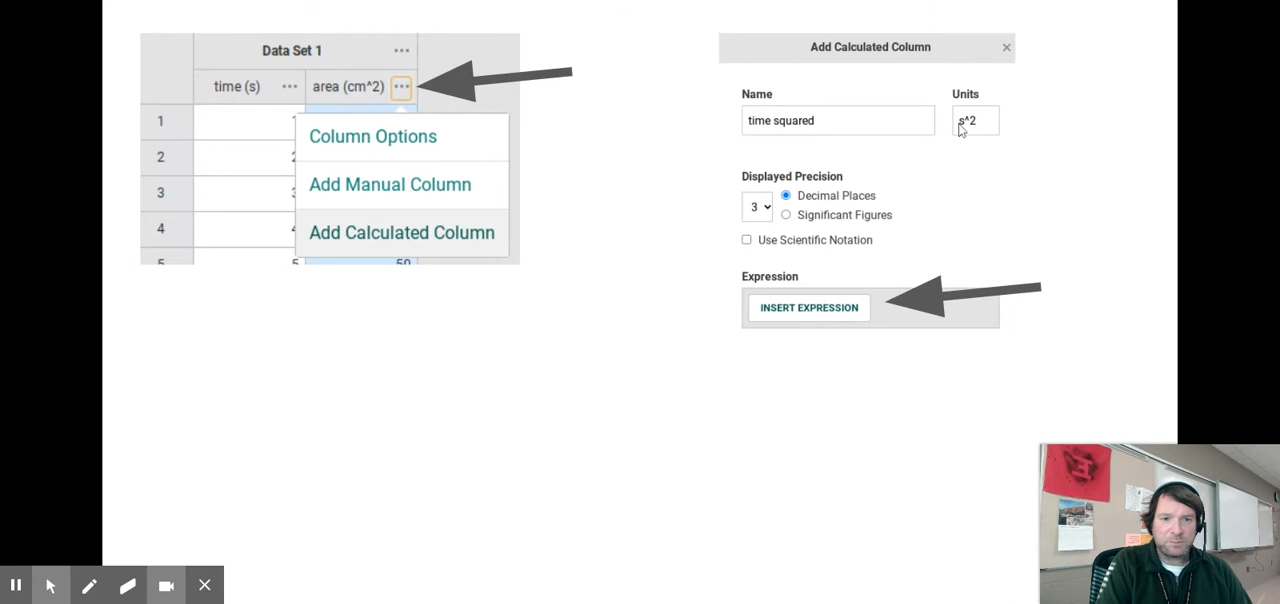 Data Set 1 ...
time (s) ... area (cm^2) ...
1
2
3
4
5 5 50
Column Options
Add Manual Column
Add Calculated Column
Add Calculated Column ×
Name Units
time squared s^2
Displayed Precision
3 Decimal Places
Significant Figures
Use Scientific Notation
Expression
INSERT EXPRESSION